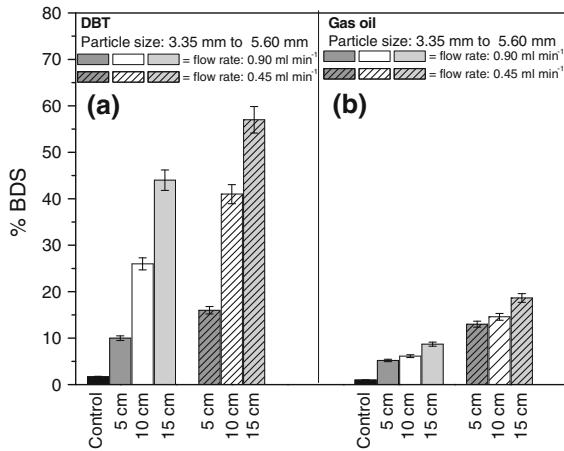 DBT
Particle size: 3.35 mm to 5.60 mm
= flow rate: 0.90 ml min⁻¹
= flow rate: 0.45 ml min⁻¹
(a)
Gas oil
Particle size: 3.35 mm to 5.60 mm
= flow rate: 0.90 ml min⁻¹
= flow rate: 0.45 ml min⁻¹
(b)
% BDS
80
70
60
50
40
30
20
10
0
Control
5 cm
10 cm
15 cm
5 cm
10 cm
15 cm
Control
5 cm
10 cm
15 cm
5 cm
10 cm
15 cm